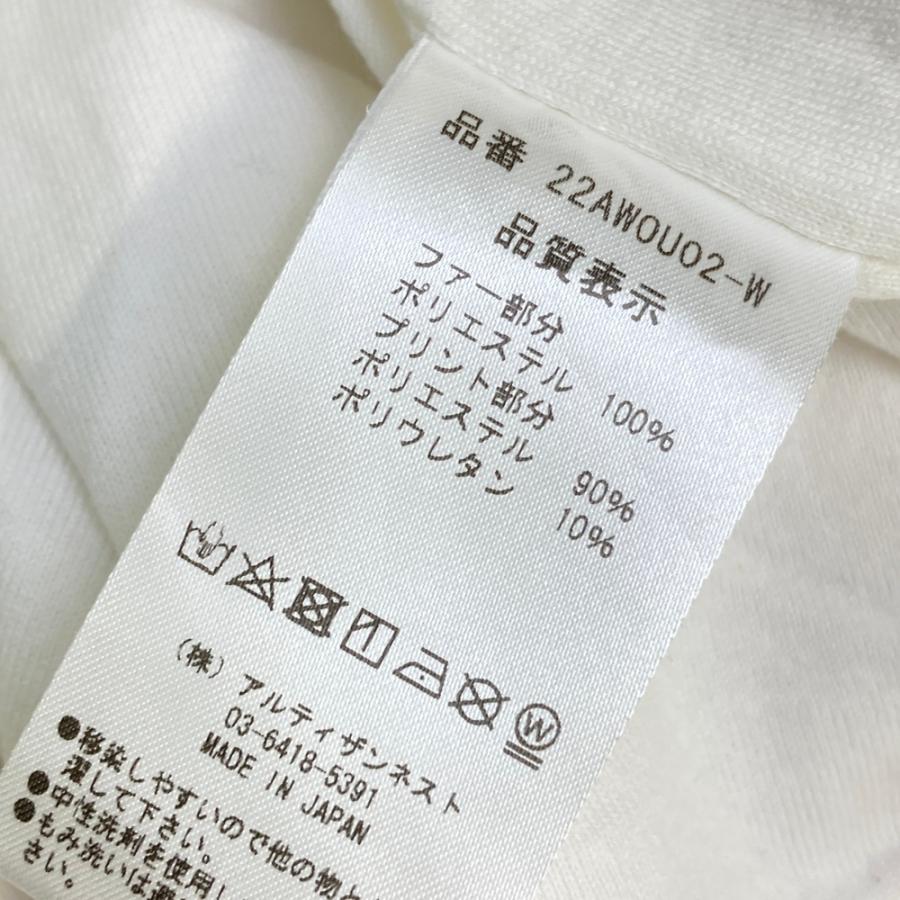 品番 22AW0U02-W
品質表示
ファー部分
ポリエステル 100%
プリント部分
ポリエステル 90%
ポリウレタン 10%
W
(株)アルティザンネスト
03-6418-5391
MADE IN JAPAN
●移染しやすいので他の物と
濯して下さい。
●中性洗剤を使用し
●もみ洗いは
さい。